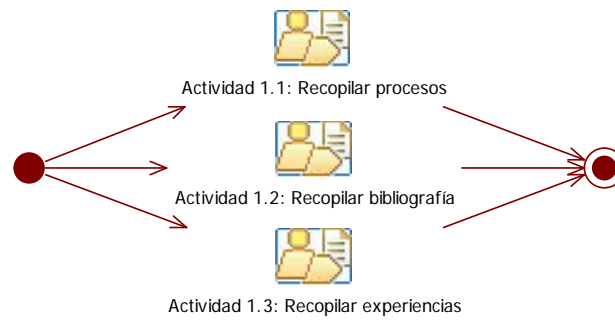 Actividad 1.1: Recopilar procesos
Actividad 1.2: Recopilar bibliografía
Actividad 1.3: Recopilar experiencias